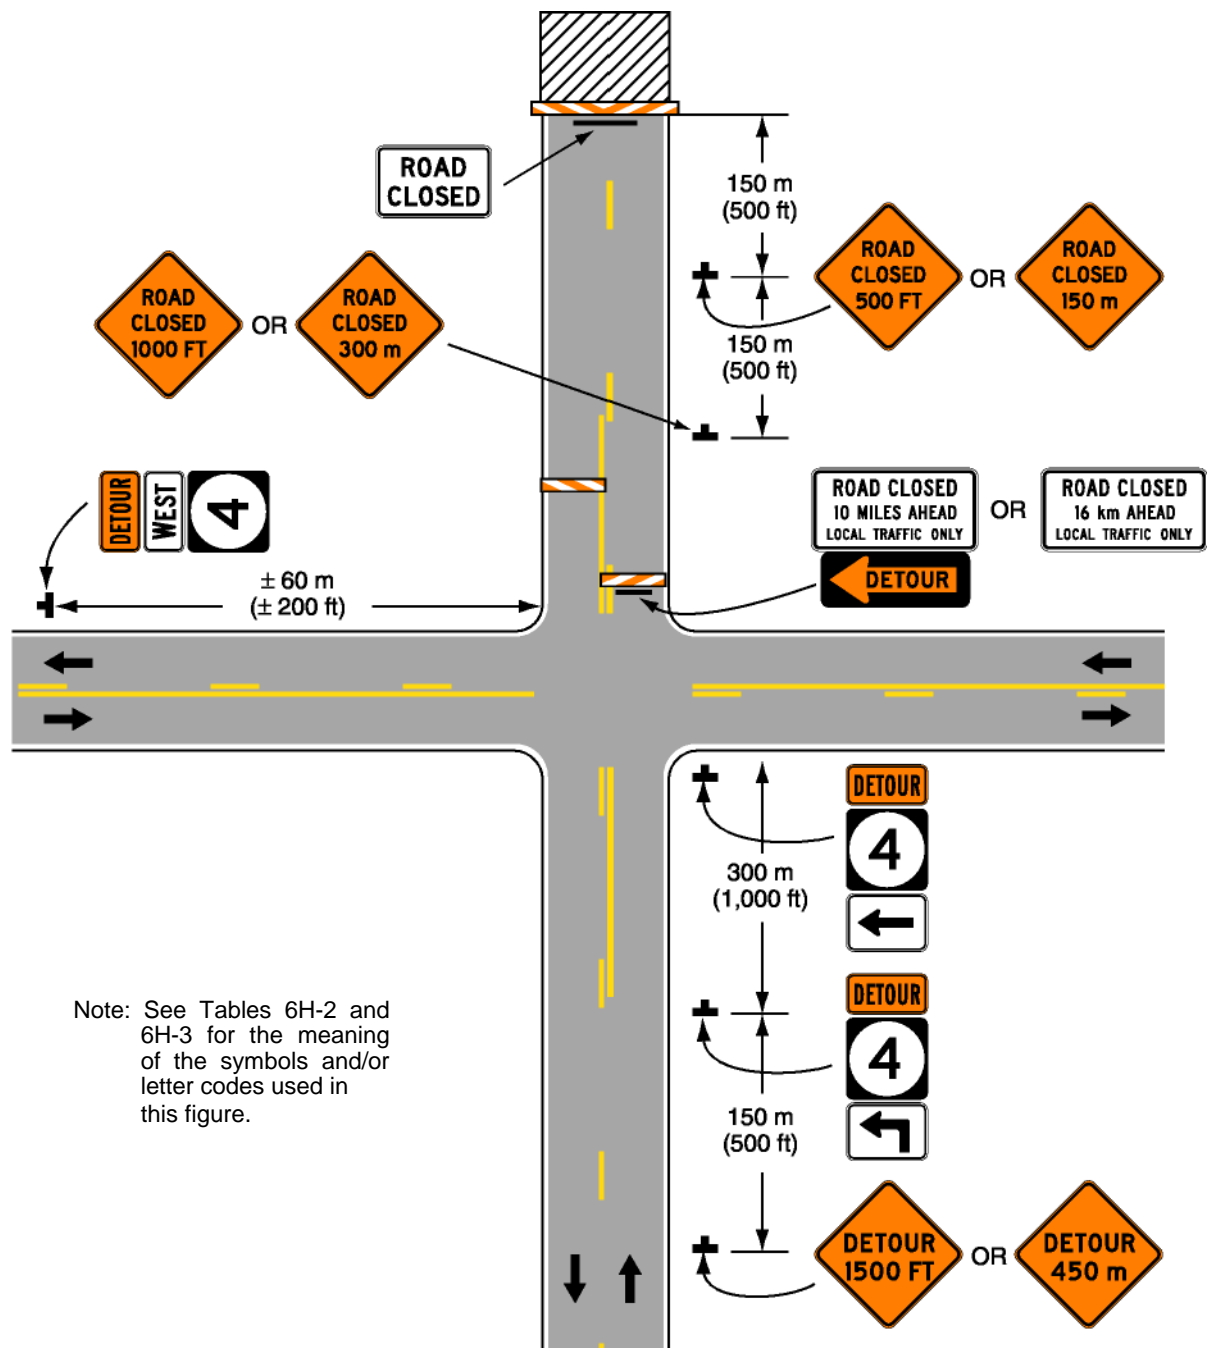 ROAD
CLOSED
150 m
(500 ft)
ROAD
CLOSED
500 FT
OR
ROAD
CLOSED
150 m
ROAD
CLOSED
1000 FT
OR
ROAD
CLOSED
300 m
150 m
(500 ft)
DETOUR
WEST
4
ROAD CLOSED
10 MILES AHEAD
LOCAL TRAFFIC ONLY
OR
ROAD CLOSED
16 km AHEAD
LOCAL TRAFFIC ONLY
DETOUR
± 60 m
(± 200 ft)
DETOUR
4
300 m
(1,000 ft)
DETOUR
4
Note: See Tables 6H-2 and
6H-3 for the meaning
of the symbols and/or
letter codes used in
this figure.
150 m
(500 ft)
DETOUR
1500 FT
OR
DETOUR
450 m